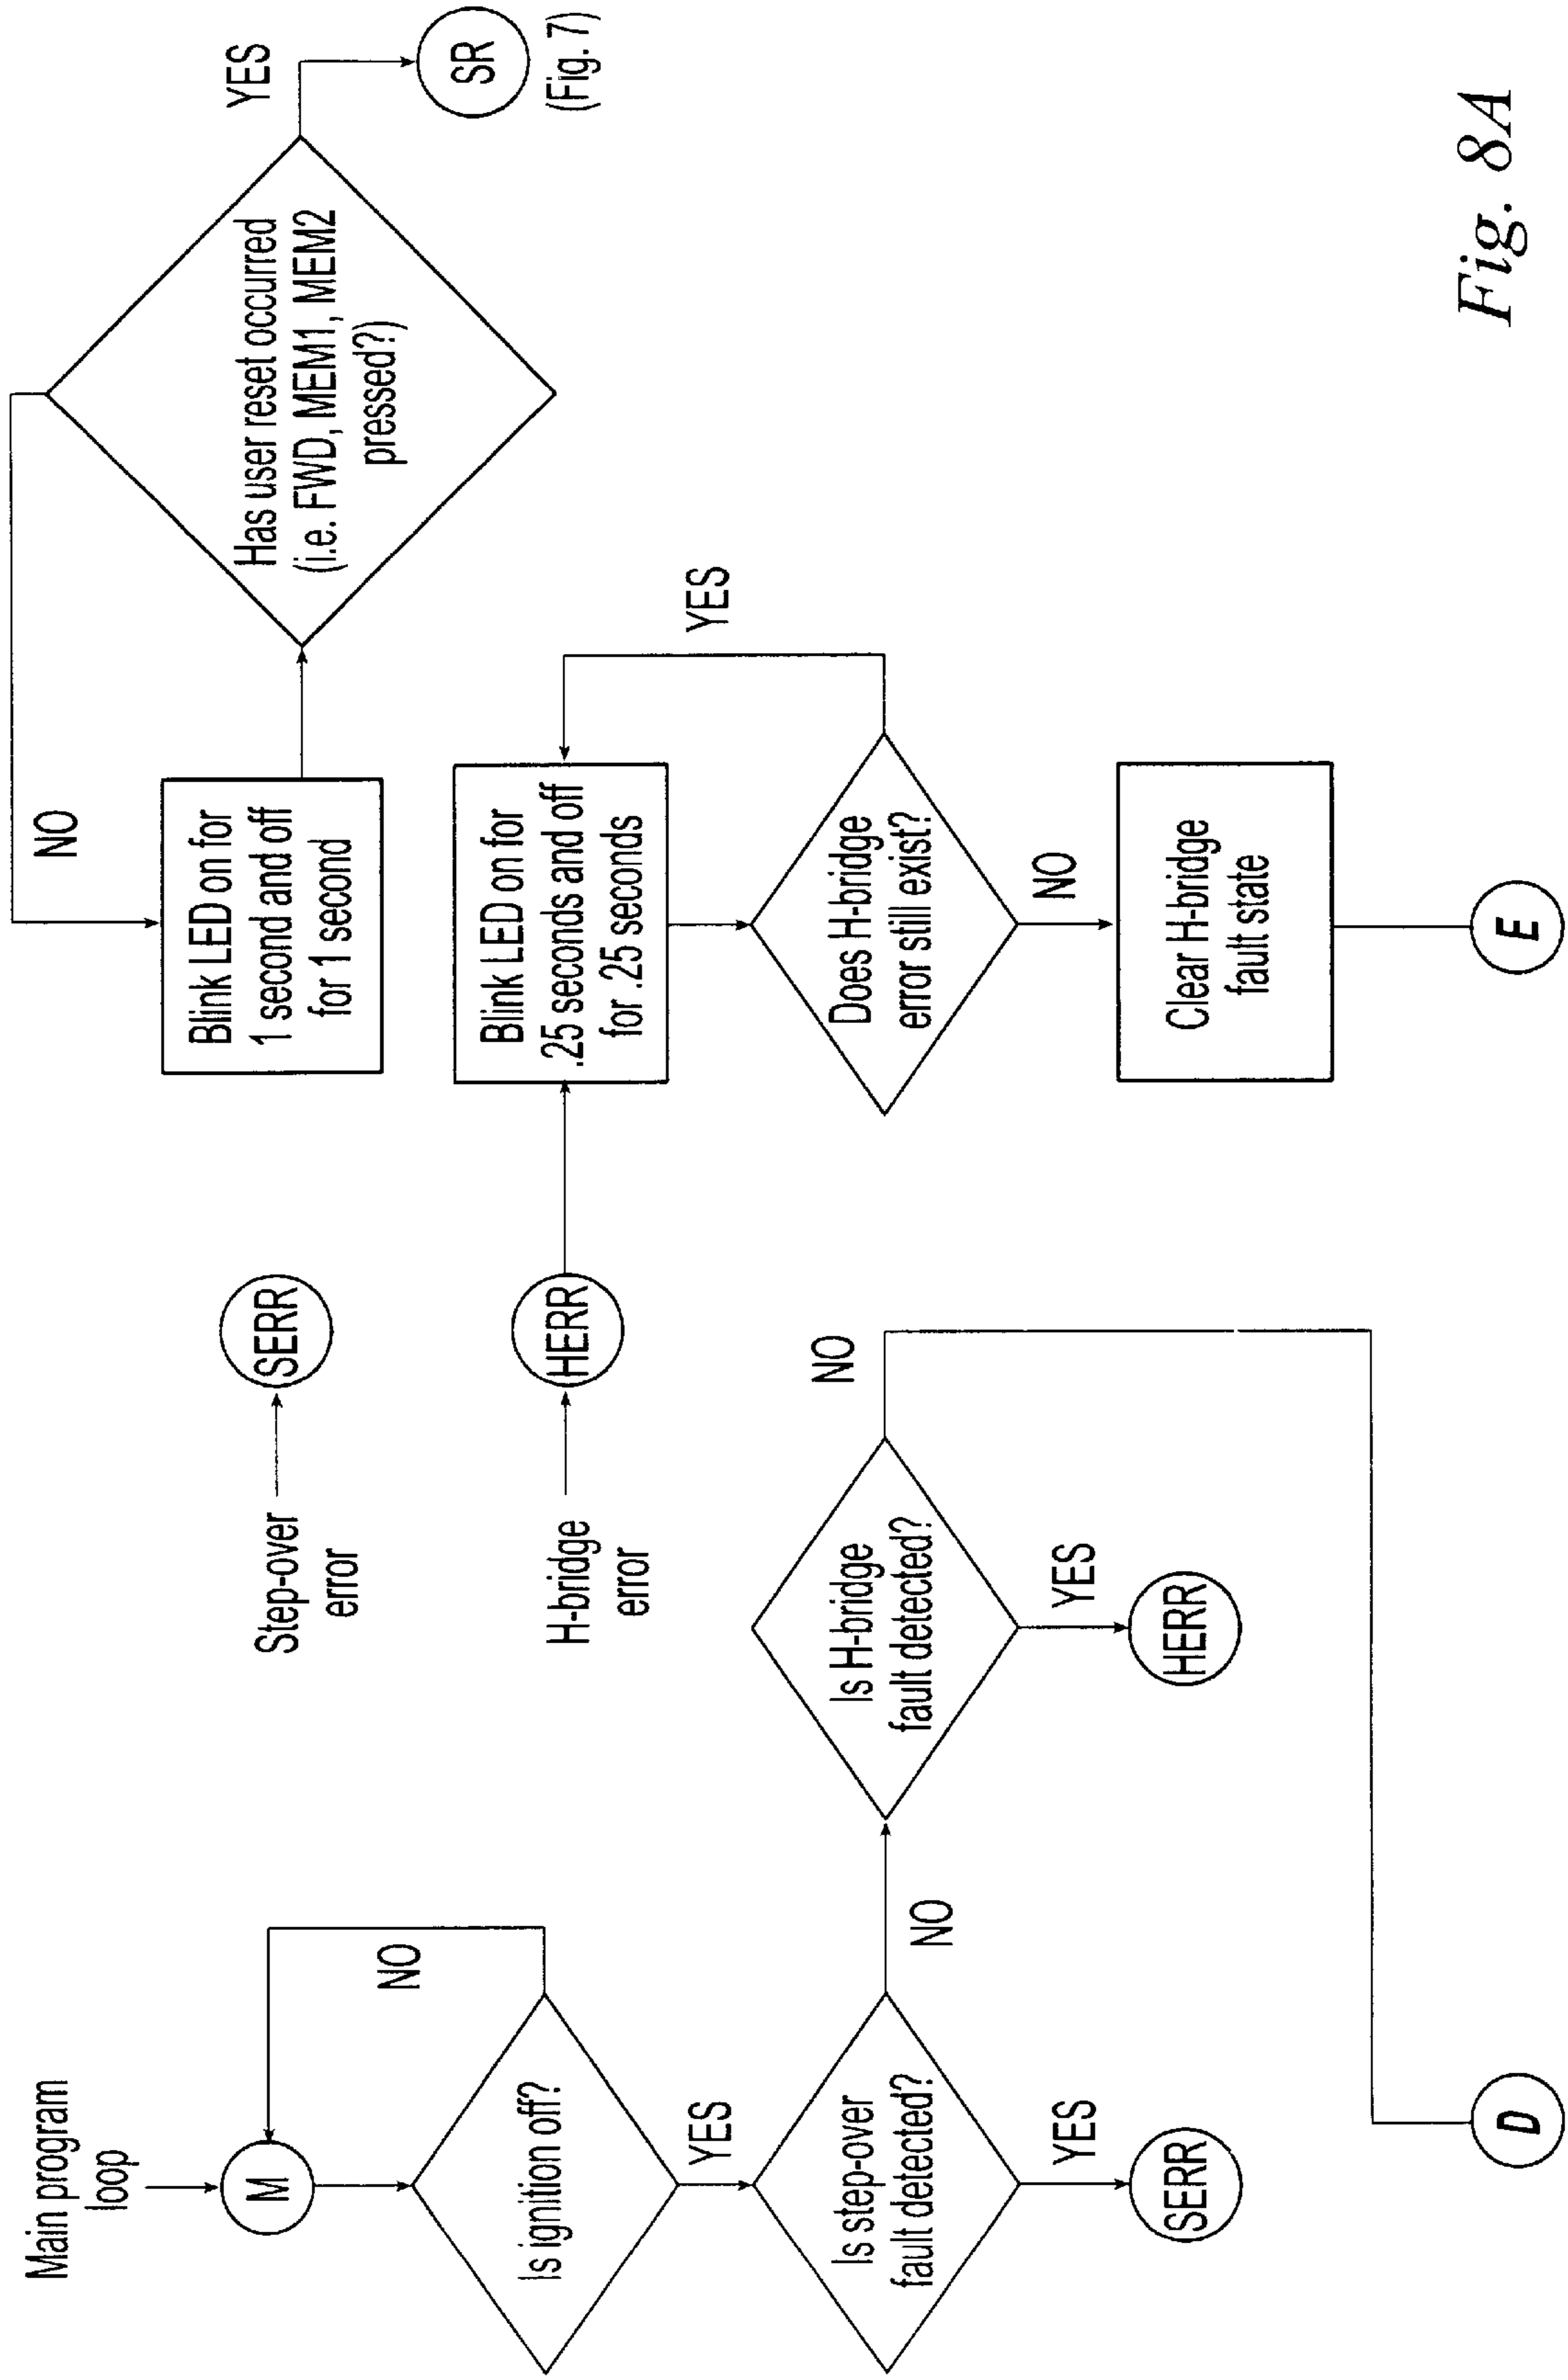 Main program
loop
M
NO
Is ignition off?
YES
Is step-over
fault detected?
NO
YES
SERR
Is H-bridge
fault detected?
NO
YES
HERR
D
Step-over
error
SERR
H-bridge
error
HERR
NO
Blink LED on for
1 second and off
for 1 second
Has user reset occurred
(i.e. FWD, MEM1, MEM2
pressed?)
YES
SR
(Fig. 7)
Blink LED on for
.25 seconds and off
for .25 seconds
YES
Does H-bridge
error still exist?
NO
Clear H-bridge
fault state
E
Fig. 8A